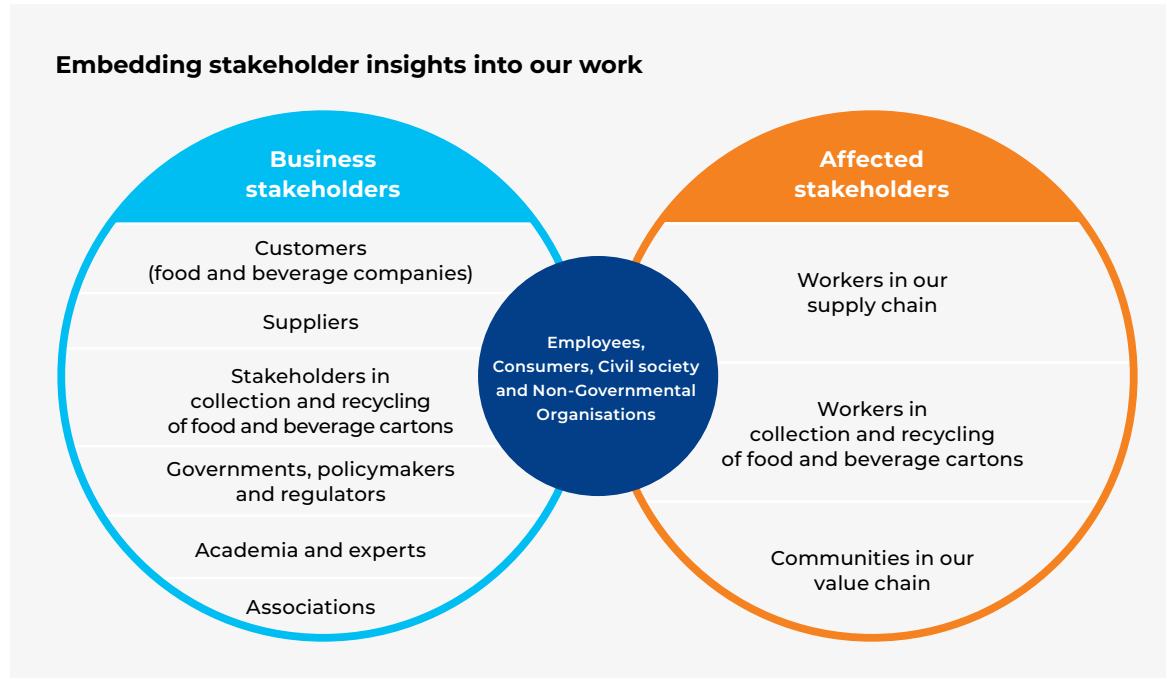 Embedding stakeholder insights into our work
Business
stakeholders
Customers
(food and beverage companies)
Suppliers
Stakeholders in
collection and recycling
of food and beverage cartons
Governments, policymakers
and regulators
Academia and experts
Associations
Employees,
Consumers, Civil society
and Non-Governmental
Organisations
Affected
stakeholders
Workers in our
supply chain
Workers in
collection and recycling
of food and beverage cartons
Communities in our
value chain